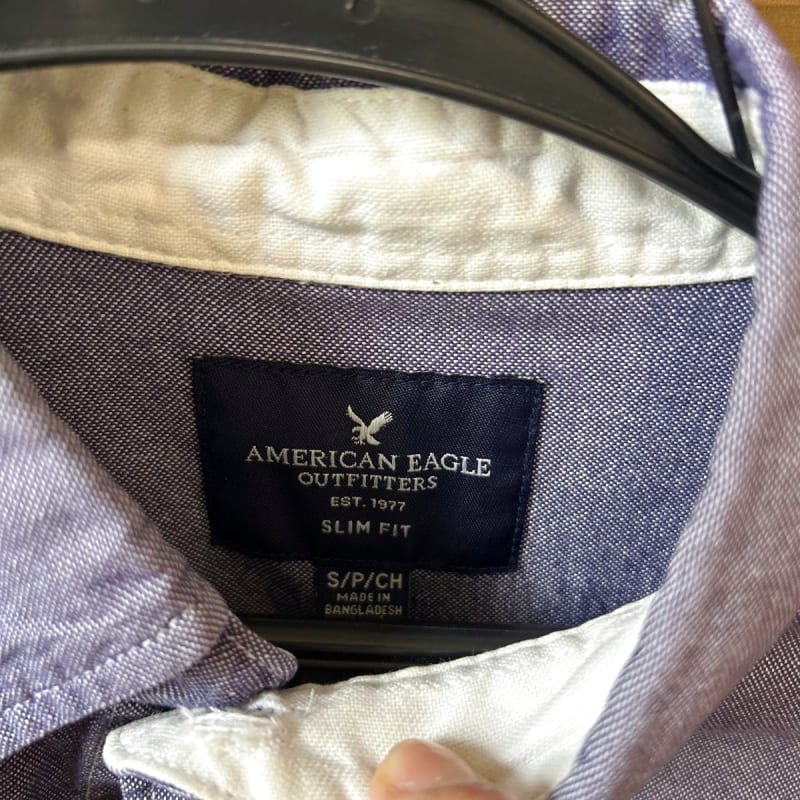 AMERICAN EAGLE
OUTFITTERS
EST. 1977
SLIM FIT
S/P/CH
MADE IN
BANGLADESH